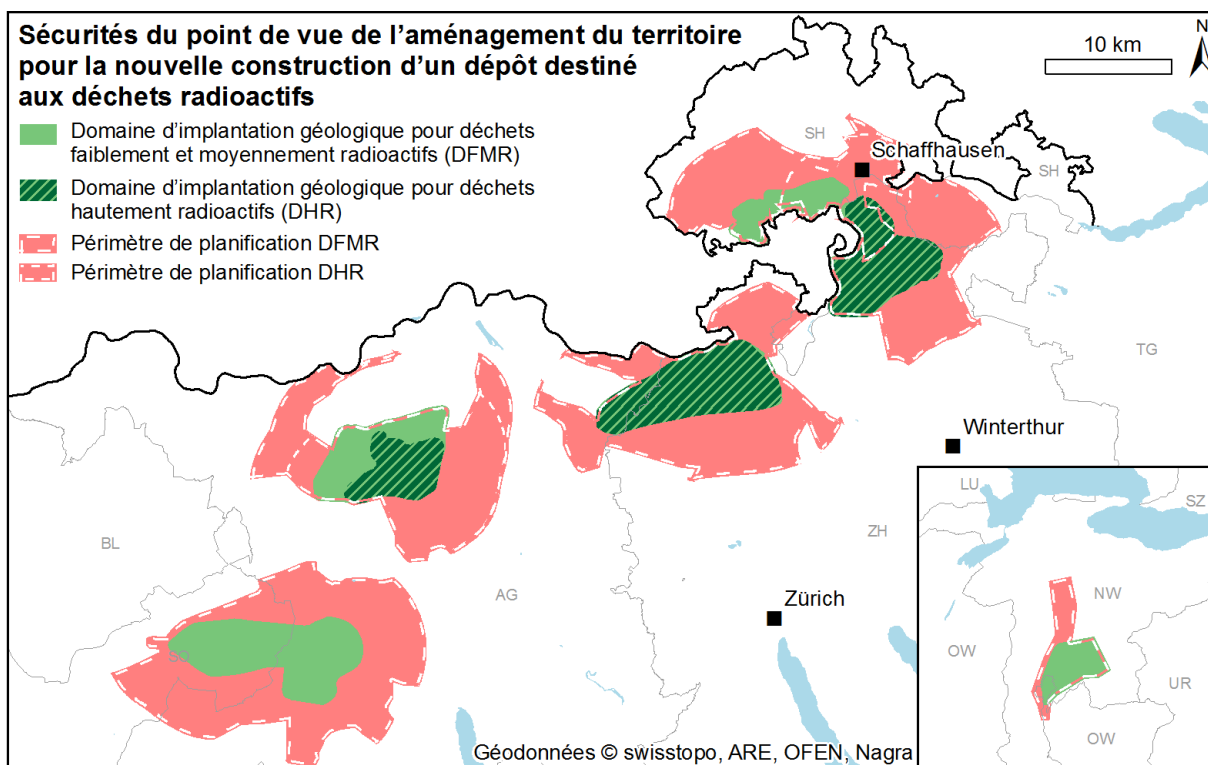 Sécurités du point de vue de l'aménagement du territoire
pour la nouvelle construction d'un dépôt destiné
aux déchets radioactifs
Domaine d'implantation géologique pour déchets
faiblement et moyennement radioactifs (DFMR)
Domaine d'implantation géologique pour déchets
hautement radioactifs (DHR)
Périmètre de planification DFMR
Périmètre de planification DHR
10 km
N
SH
Schaffhausen
SH
TG
Winterthur
BL
AG
ZH
Zürich
SO
LU
SZ
NW
OW
UR
OW
Géodonnées © swisstopo, ARE, OFEN, Nagra